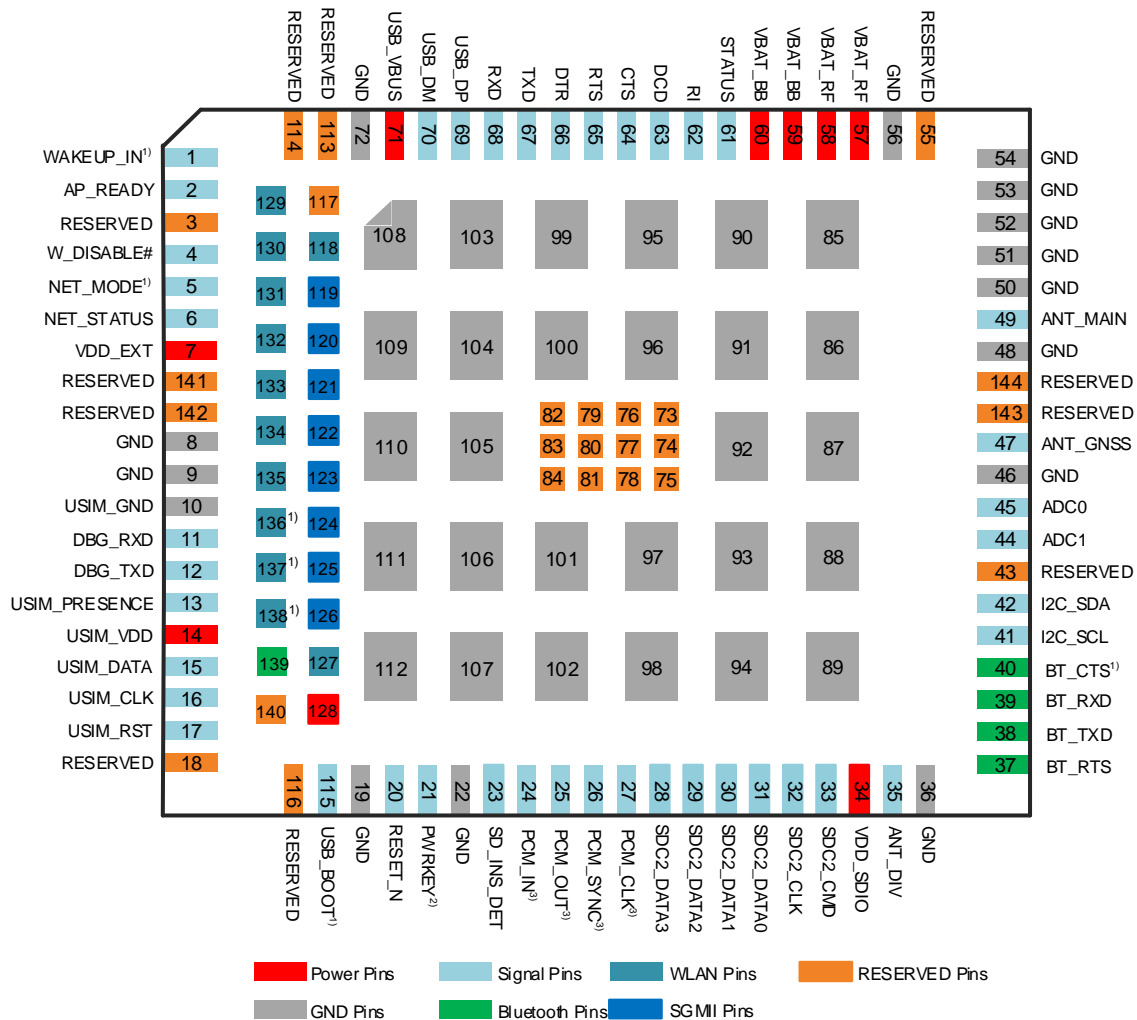 RESERVED
RESERVED
GND
USB_VBUS
USB_DM
USB_DP
RXD
TXD
DTR
RTS
CTS
DCD
RI
STATUS
VBAT_BB
VBAT_BB
VBAT_RF
VBAT_RF
GND
RESERVED
114
113
72
71
70
69
68
67
66
65
64
63
62
61
60
59
58
57
56
55
WAKEUP_IN1) 1
AP_READY 2
RESERVED 3
W_DISABLE# 4
NET_MODE1) 5
NET_STATUS 6
VDD_EXT 7
RESERVED 141
RESERVED 142
GND 8
GND 9
USIM_GND 10
DBG_RXD 11
DBG_TXD 12
USIM_PRESENCE 13
USIM_VDD 14
USIM_DATA 15
USIM_CLK 16
USIM_RST 17
RESERVED 18
129 117
130 118
131 119
132 120
133 121
134 122
135 123
1361) 124
1371) 125
1381) 126
139 127
140 128
108 103 99 95 90 85
109 104 100 96 91 86
110 105
82 79 76 73
83 80 77 74
84 81 78 75
92 87
111 106 101 97 93 88
112 107 102 98 94 89
54 GND
53 GND
52 GND
51 GND
50 GND
49 ANT_MAIN
48 GND
144 RESERVED
143 RESERVED
47 ANT_GNSS
46 GND
45 ADC0
44 ADC1
43 RESERVED
42 I2C_SDA
41 I2C_SCL
40 BT_CTS1)
39 BT_RXD
38 BT_TXD
37 BT_RTS
116
115
19
20
21
22
23
24
25
26
27
28
29
30
31
32
33
34
35
36
RESERVED
USB_BOOT1)
GND
RESET_N
PWRKEY2)
GND
SD_INS_DET
PCM_IN3)
PCM_OUT3)
PCM_SYNC3)
PCM_CLK3)
SDC2_DATA3
SDC2_DATA2
SDC2_DATA1
SDC2_DATA0
SDC2_CLK
SDC2_CMD
VDD_SDIO
ANT_DIV
GND
Power Pins Signal Pins WLAN Pins RESERVED Pins
GND Pins Bluetooth Pins SGMII Pins